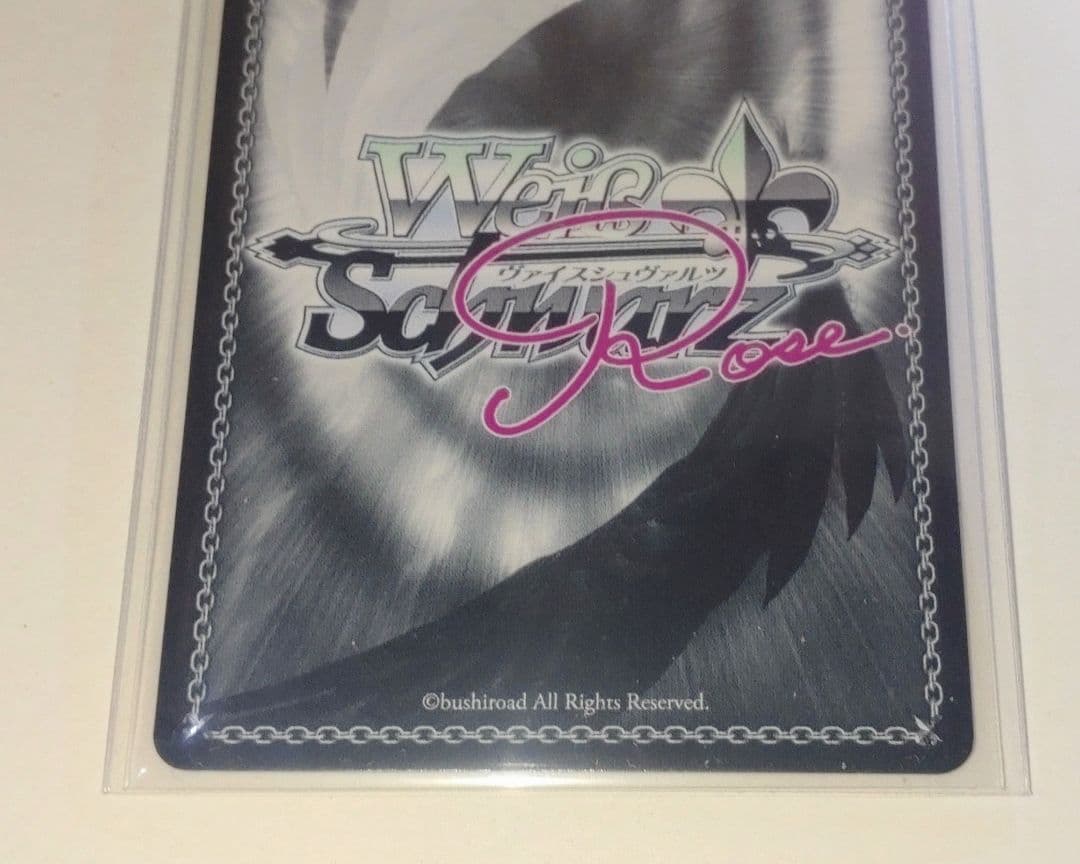 Weiß
ヴァイスシュヴァルツ
Schwarz
Rose
©bushiroad All Rights Reserved.